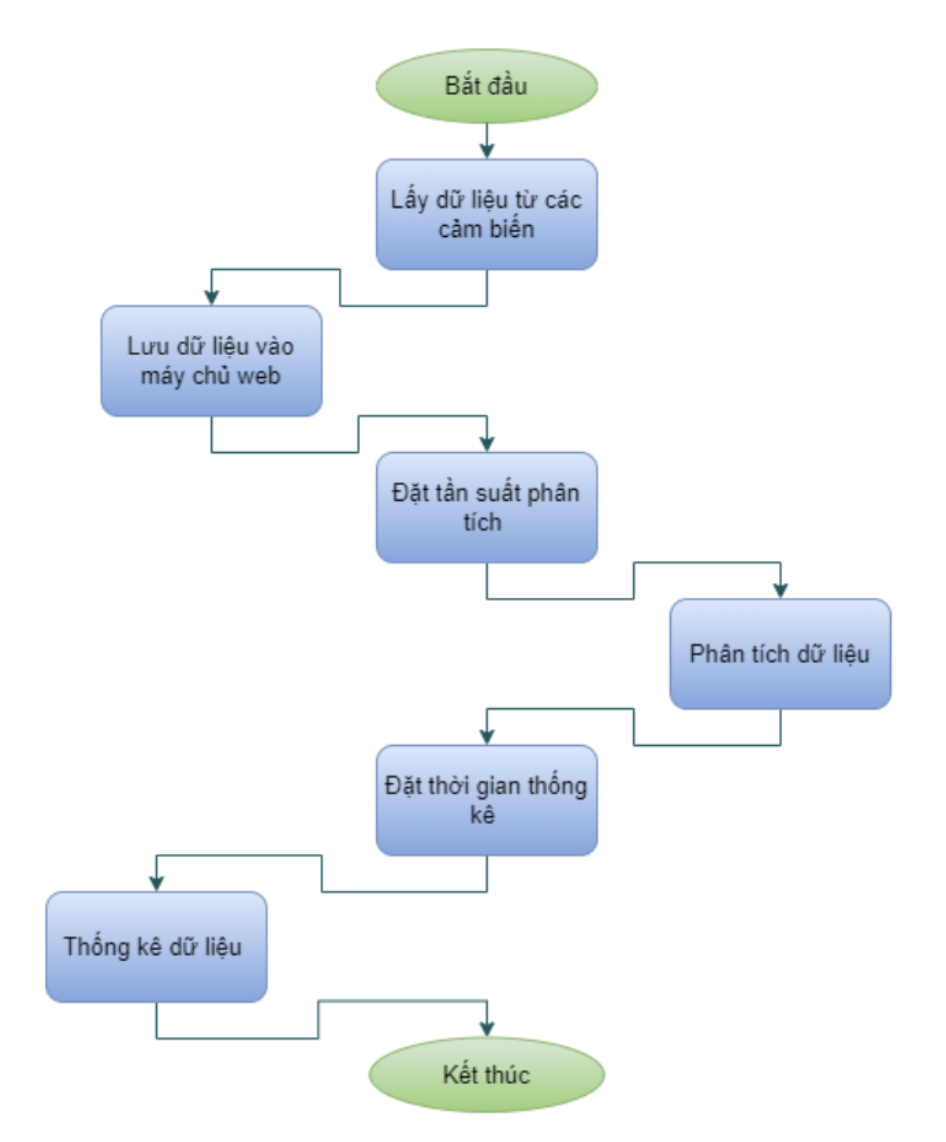 Bắt đầu
Lấy dữ liệu từ các
cảm biến
Lưu dữ liệu vào
máy chủ web
Đặt tần suất phân
tích
Phân tích dữ liệu
Đặt thời gian thống
kê
Thống kê dữ liệu
Kết thúc